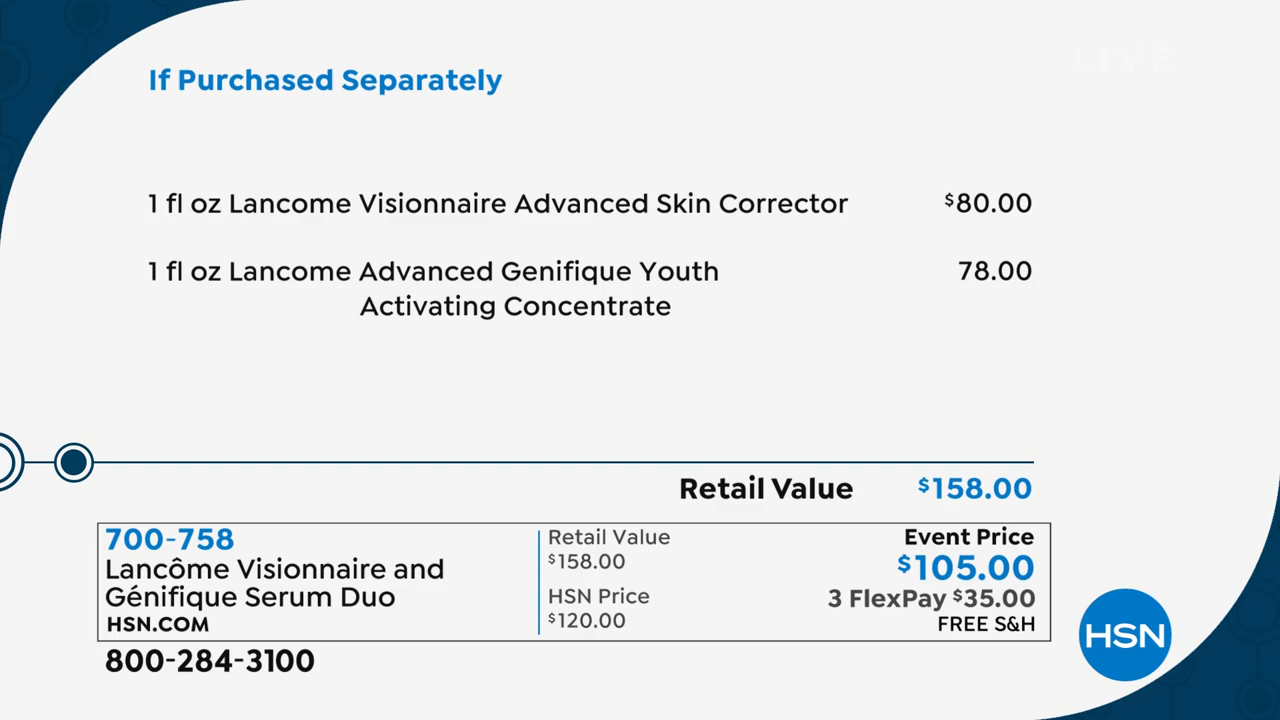 LIVE
If Purchased Separately
1 fl oz Lancome Visionnaire Advanced Skin Corrector $80.00
1 fl oz Lancome Advanced Genifique Youth 78.00
Activating Concentrate
Retail Value $158.00
700-758
Lancôme Visionnaire and
Génifique Serum Duo
HSN.COM
Retail Value
$158.00
HSN Price
$120.00
Event Price
$105.00
3 FlexPay $35.00
FREE S&H
800-284-3100
HSN